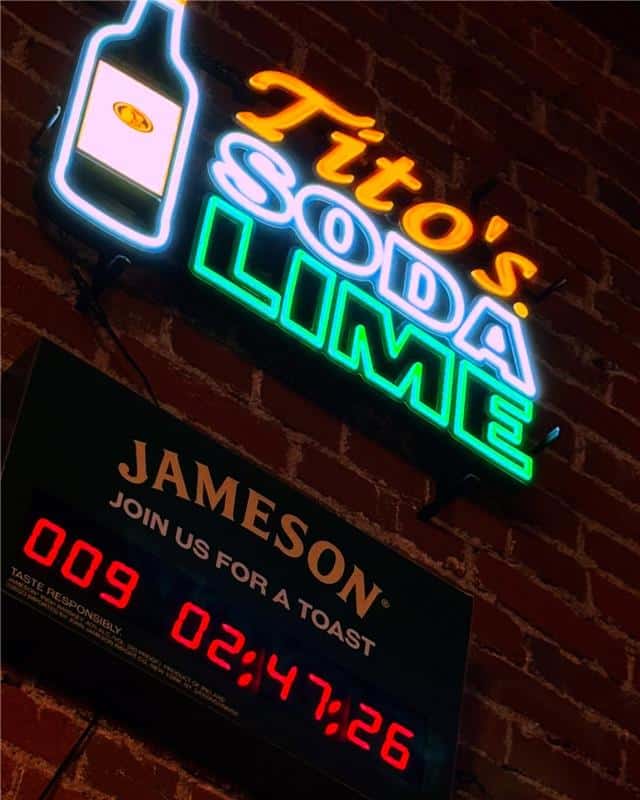 Tito's.
SODA
LIME
JAMESON®
JOIN US FOR A TOAST
009 02:47:26
TASTE RESPONSIBLY.